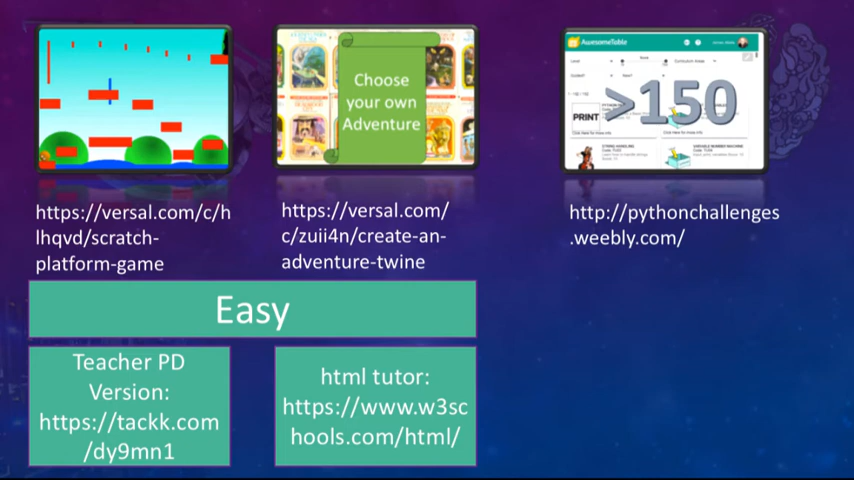 Choose
your own
Adventure
AwesomeTable
>150
PRINT
https://versal.com/c/h
lhqvd/scratch-
platform-game
https://versal.com/
c/zuii4n/create-an-
adventure-twine
http://pythonchallenges
.weebly.com/
Easy
Teacher PD
Version:
https://tackk.com
/dy9mn1
html tutor:
https://www.w3sc
hools.com/html/